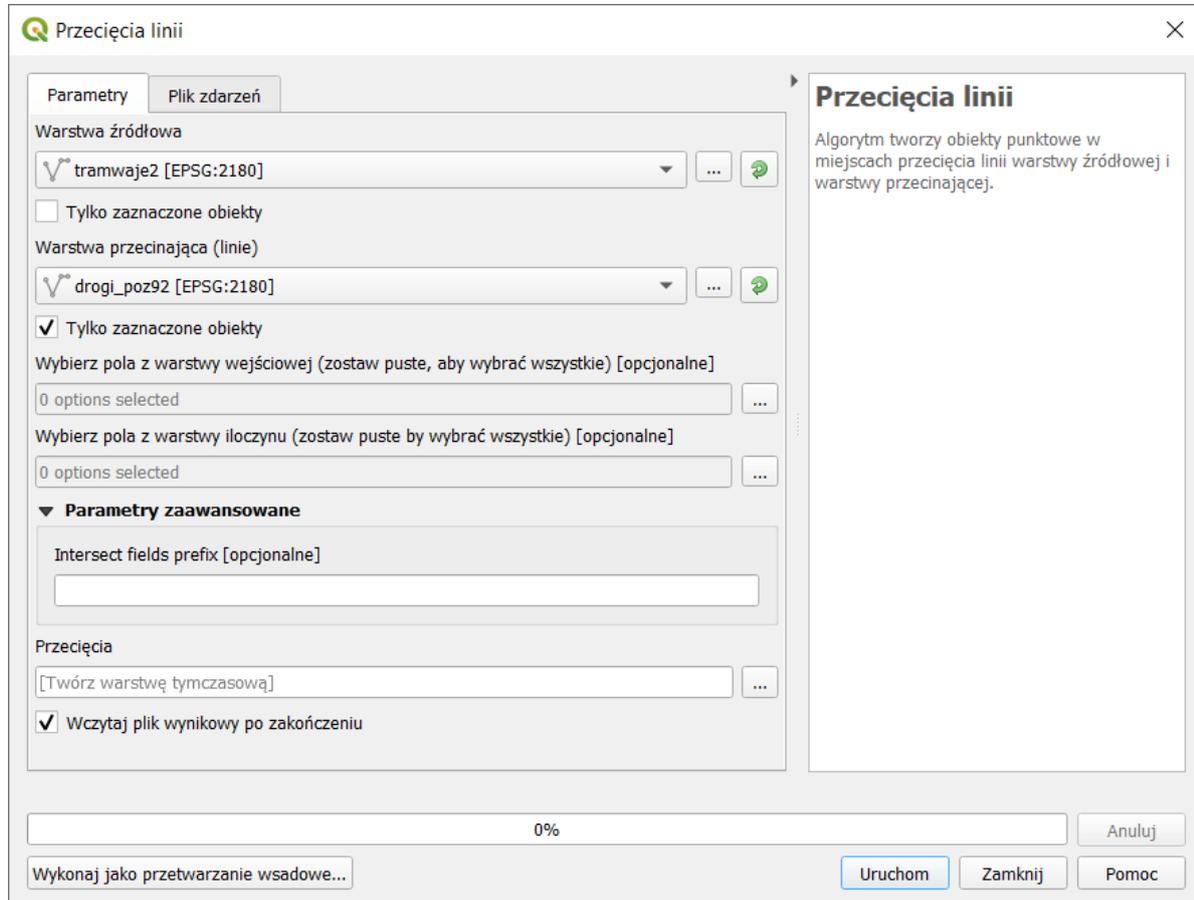 Przecięcia linii
Parametry
Plik zdarzeń
Warstwa źródłowa
tramwaje2 [EPSG:2180]
...
Tylko zaznaczone obiekty
Warstwa przecinająca (linie)
drogi_poz92 [EPSG:2180]
...
Tylko zaznaczone obiekty
Wybierz pola z warstwy wejściowej (zostaw puste, aby wybrać wszystkie) [opcjonalne]
0 options selected
...
Wybierz pola z warstwy iloczynu (zostaw puste by wybrać wszystkie) [opcjonalne]
0 options selected
...
Parametry zaawansowane
Intersect fields prefix [opcjonalne]
Przecięcia
[Twórz warstwę tymczasową]
...
Wczytaj plik wynikowy po zakończeniu
Przecięcia linii
Algorytm tworzy obiekty punktowe w
miejscach przecięcia linii warstwy źródłowej i
warstwy przecinającej.
0%
Anuluj
Wykonaj jako przetwarzanie wsadowe...
Uruchom
Zamknij
Pomoc